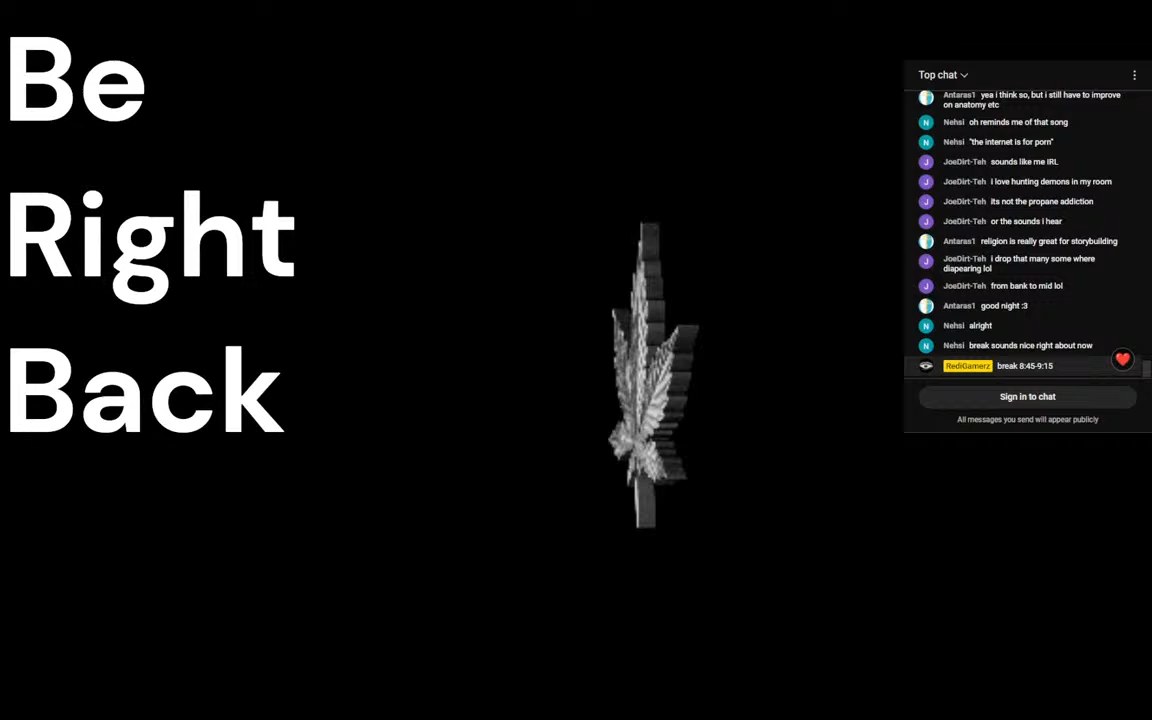 Be
Right
Back
Top chat
Antaras1 yea i think so, but i still have to improve
on anatomy etc
Nehsi oh reminds me of that song
N
Nehsi "the internet is for porn"
N
JoeDirt-Teh sounds like me IRL
J
JoeDirt-Teh i love hunting demons in my room
J
JoeDirt-Teh its not the propane addiction
J
JoeDirt-Teh or the sounds i hear
J
Antaras1 religion is really great for storybuilding
JoeDirt-Teh i drop that many some where
diapearing lol
J
JoeDirt-Teh from bank to mid lol
J
Antaras1 good night :3
Nehsi alright
N
Nehsi break sounds nice right about now
N
RediGamerz break 8:45-9:15
Sign in to chat
All messages you send will appear publicly